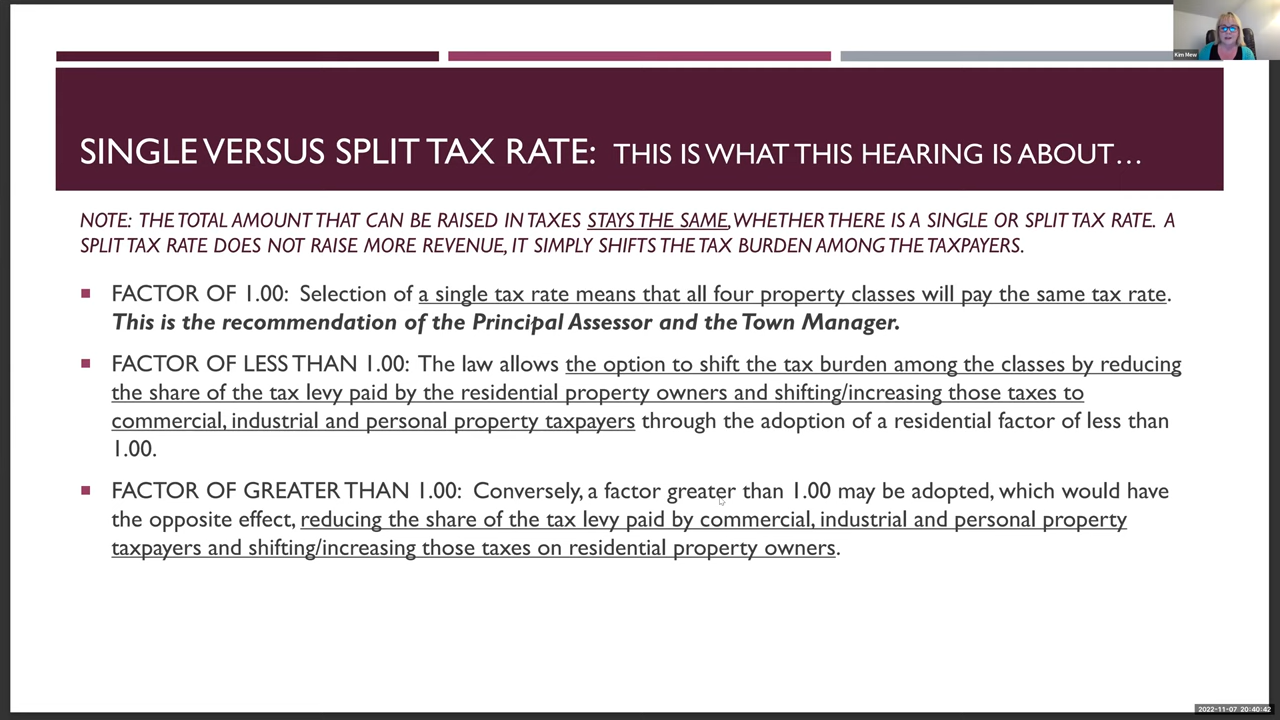 Kim Mew
SINGLE VERSUS SPLIT TAX RATE: THIS IS WHAT THIS HEARING IS ABOUT…
NOTE: THE TOTAL AMOUNT THAT CAN BE RAISED IN TAXES STAYS THE SAME, WHETHER THERE IS A SINGLE OR SPLIT TAX RATE. A
SPLIT TAX RATE DOES NOT RAISE MORE REVENUE, IT SIMPLY SHIFTS THE TAX BURDEN AMONG THE TAXPAYERS.
FACTOR OF 1.00: Selection of a single tax rate means that all four property classes will pay the same tax rate.
This is the recommendation of the Principal Assessor and the Town Manager.
FACTOR OF LESS THAN 1.00: The law allows the option to shift the tax burden among the classes by reducing
the share of the tax levy paid by the residential property owners and shifting/increasing those taxes to
commercial, industrial and personal property taxpayers through the adoption of a residential factor of less than
1.00.
FACTOR OF GREATER THAN 1.00: Conversely, a factor greater than 1.00 may be adopted, which would have
the opposite effect, reducing the share of the tax levy paid by commercial, industrial and personal property
taxpayers and shifting/increasing those taxes on residential property owners.
2022-11-07 20:40:42